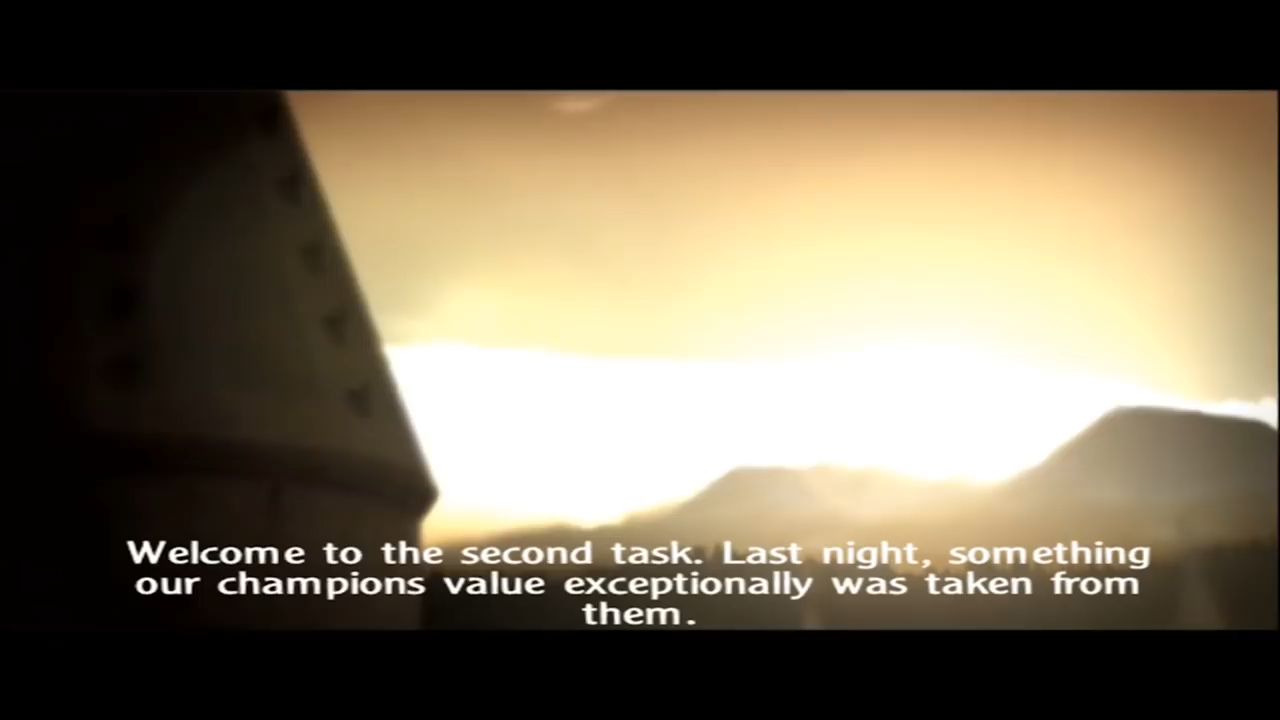 Welcome to the second task. Last night, something
our champions value exceptionally was taken from
them.